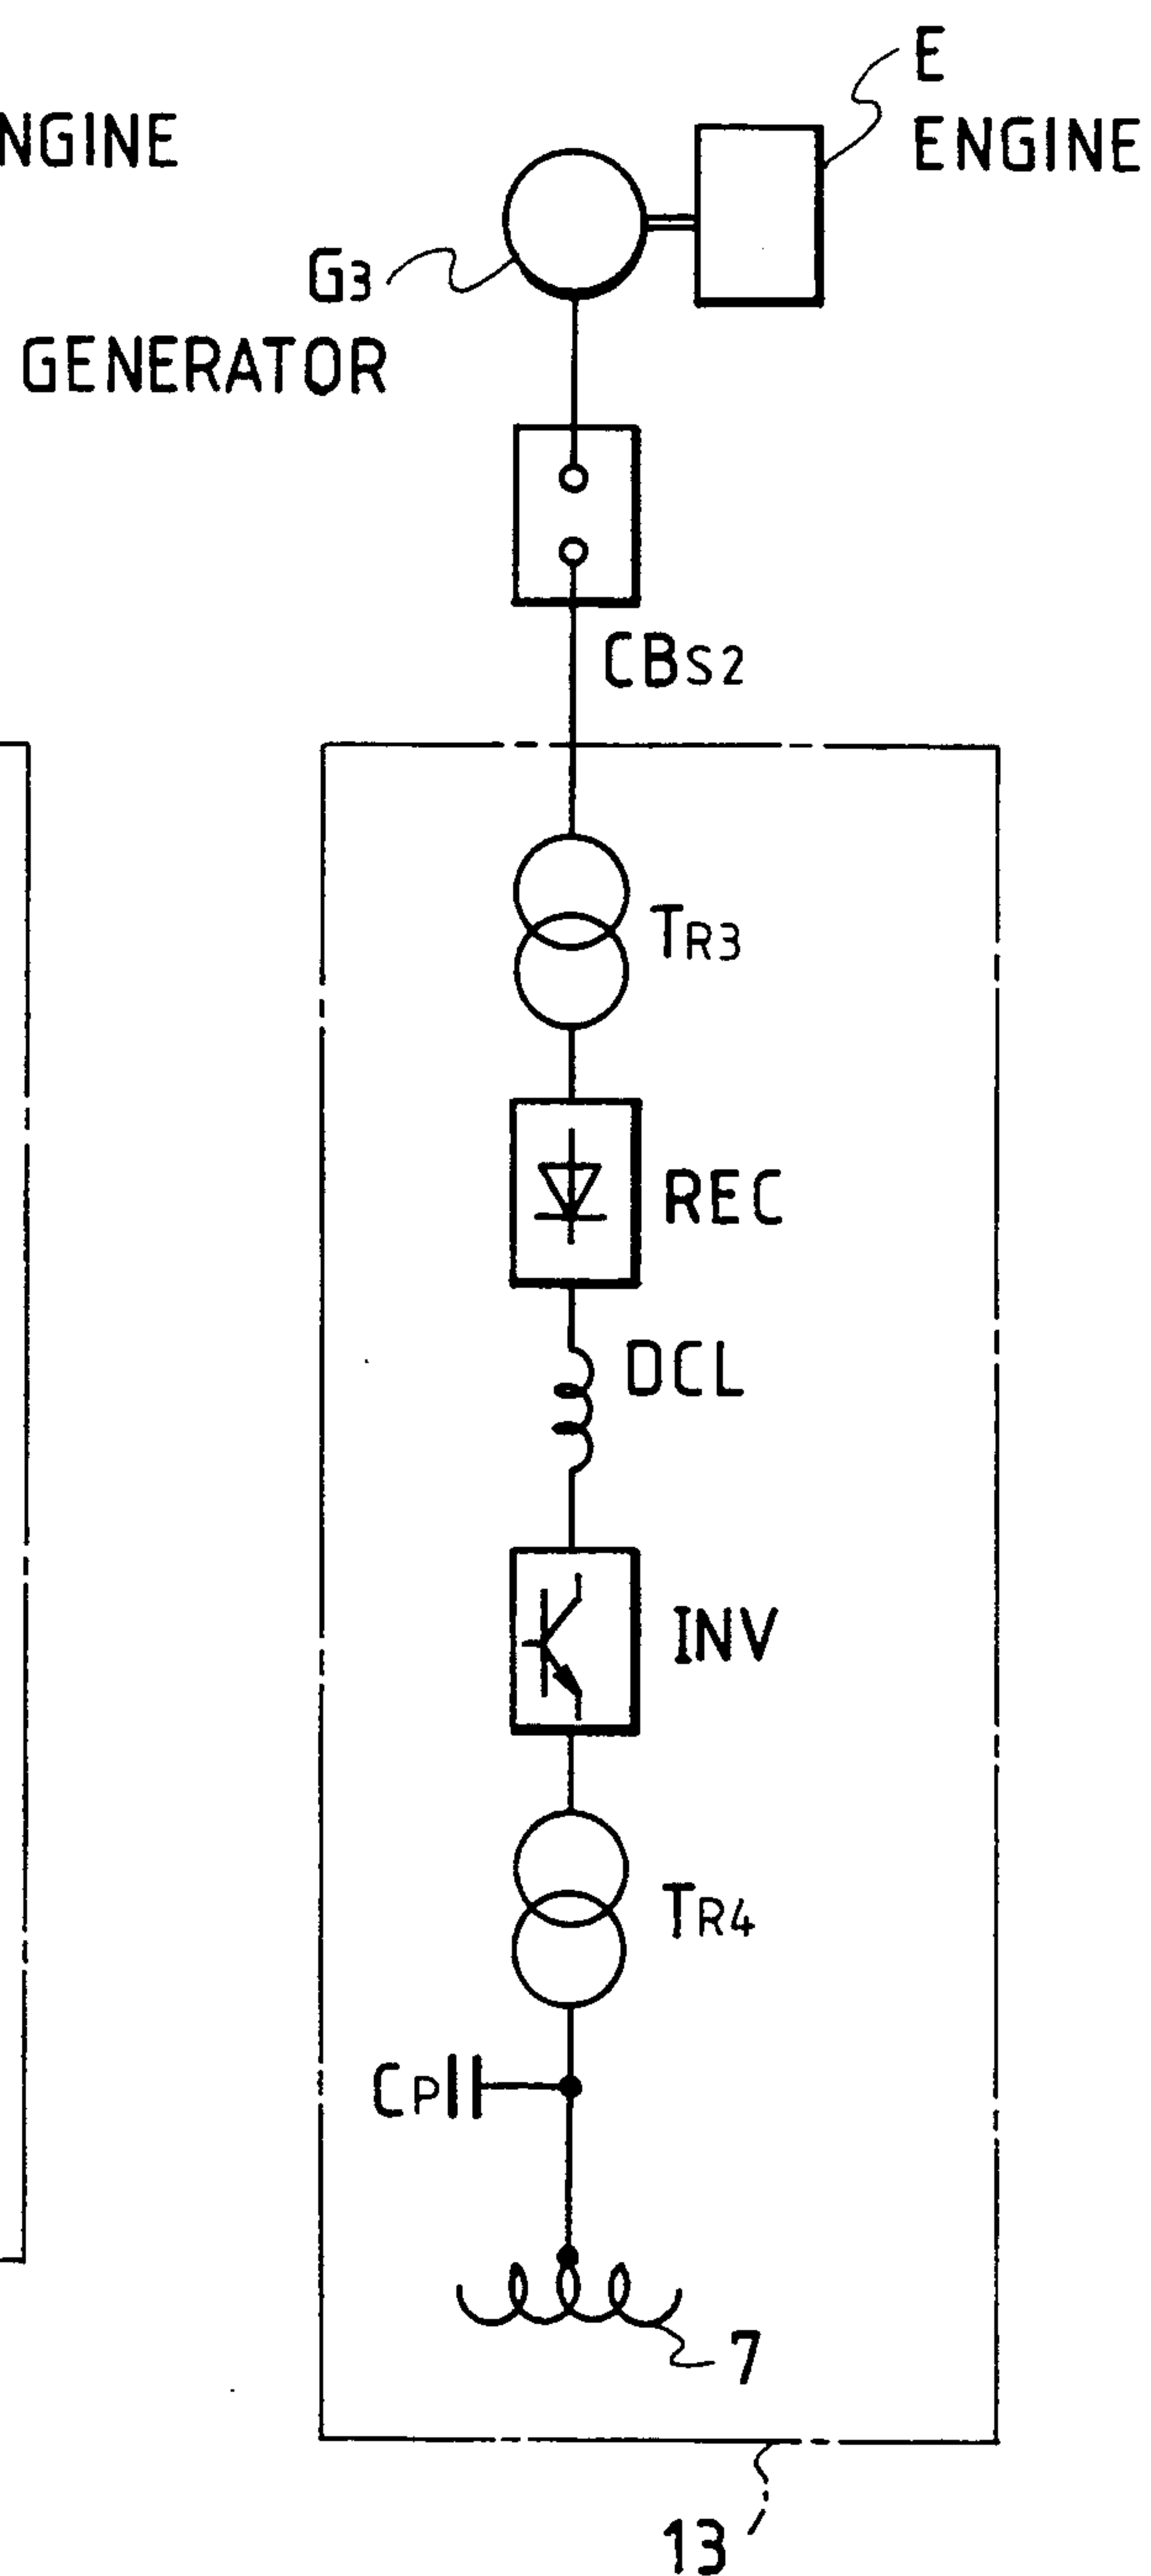 E
NGINE
ENGINE
G3
GENERATOR
CBS2
TR3
REC
DCL
INV
TR4
CP
7
13